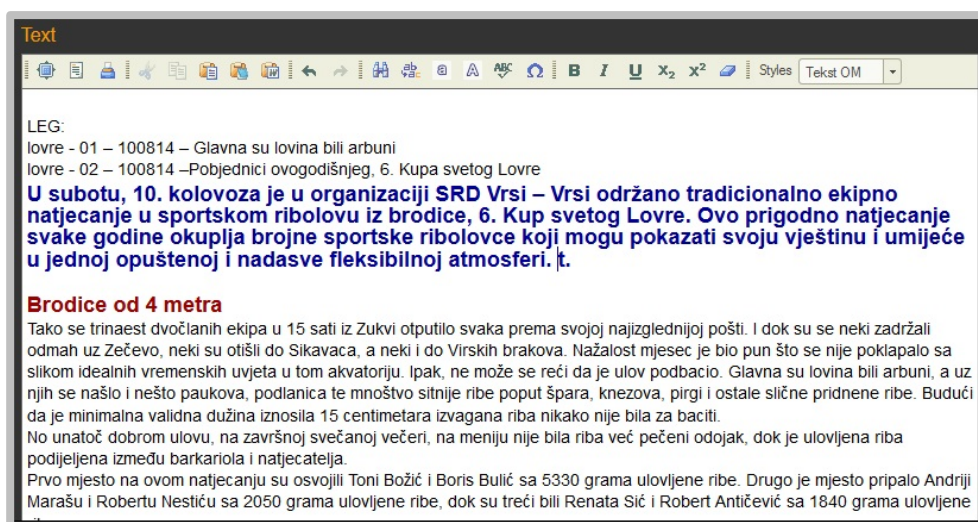 Text
Styles Tekst OM
LEG:
lovre - 01 – 100814 – Glavna su lovina bili arbuni
lovre - 02 – 100814 –Pobjednici ovogodišnjeg, 6. Kupa svetog Lovre
U subotu, 10. kolovoza je u organizaciji SRD Vrsi – Vrsi održano tradicionalno ekipno
natjecanje u sportskom ribolovu iz brodice, 6. Kup svetog Lovre. Ovo prigodno natjecanje
svake godine okuplja brojne sportske ribolovce koji mogu pokazati svoju vještinu i umijeće
u jednoj opuštenoj i nadasve fleksibilnoj atmosferi. t.
Brodice od 4 metra
Tako se trinaest dvočlanih ekipa u 15 sati iz Zukvi otputilo svaka prema svojoj najizglednijoj pošti. I dok su se neki zadržali
odmah uz Zečevo, neki su otišli do Sikavaca, a neki i do Virskih brakova. Nažalost mjesec je bio pun što se nije poklapalo sa
slikom idealnih vremenskih uvjeta u tom akvatoriju. Ipak, ne može se reći da je ulov podbacio. Glavna su lovina bili arbuni, a uz
njih se našlo i nešto paukova, podlanica te mnoštvo sitnije ribe poput špara, knezova, pirgi i ostale slične pridnene ribe. Budući
da je minimalna validna dužina iznosila 15 centimetara izvagana riba nikako nije bila za baciti.
No unatoč dobrom ulovu, na završnoj svečanoj večeri, na meniju nije bila riba već pečeni odojak, dok je ulovljena riba
podijeljena između barkariola i natjecatelja.
Prvo mjesto na ovom natjecanju su osvojili Toni Božić i Boris Bulić sa 5330 grama ulovljene ribe. Drugo je mjesto pripalo Andriji
Marašu i Robertu Nestiću sa 2050 grama ulovljene ribe, dok su treći bili Renata Sić i Robert Antičević sa 1840 grama ulovljene